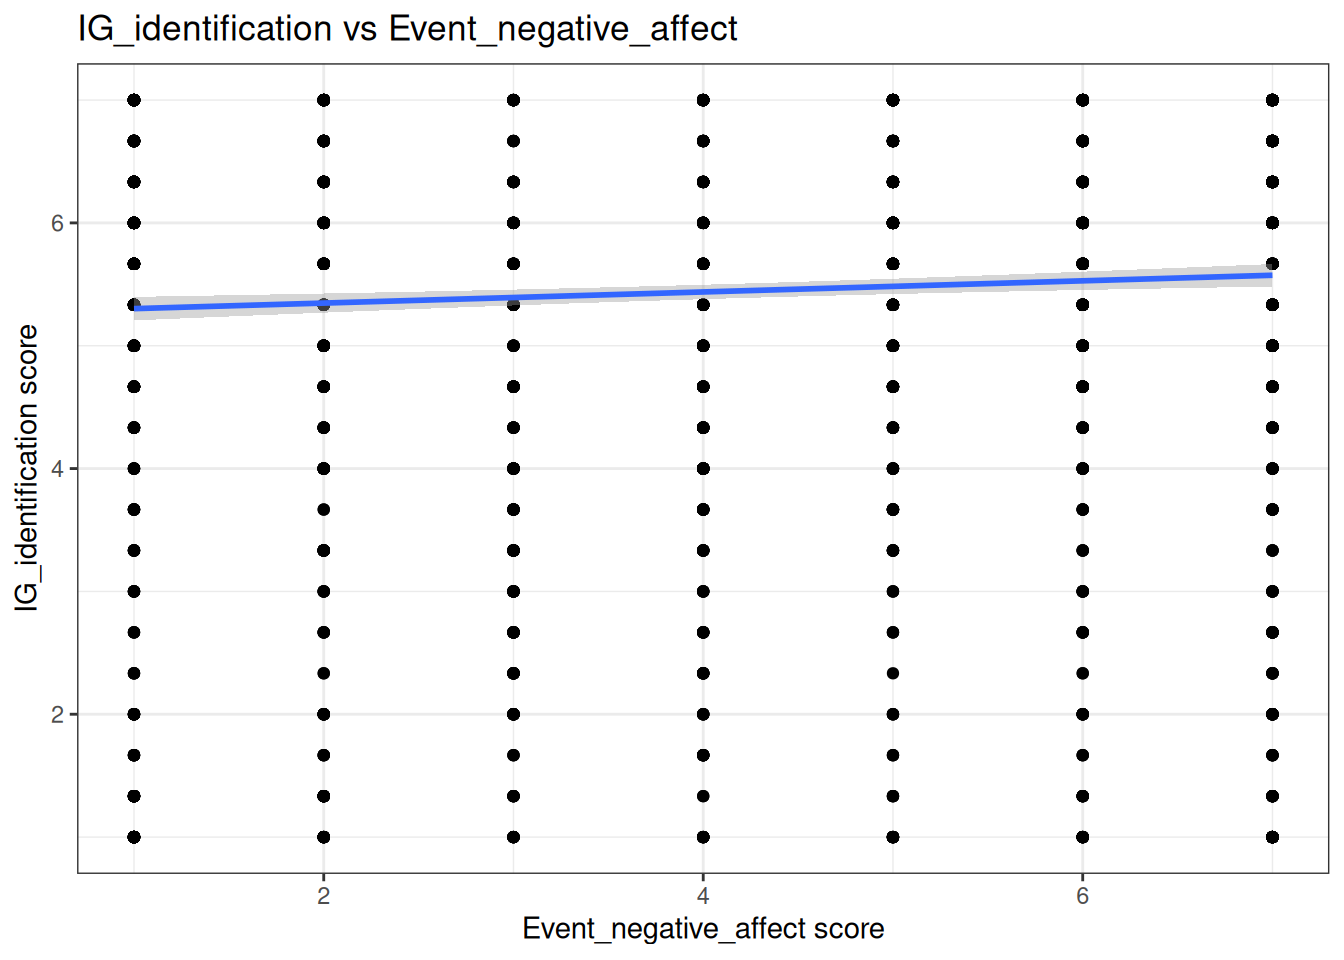 IG_identification vs Event_negative_affect
IG_identification score
6
4
2
2
4
6
Event_negative_affect score